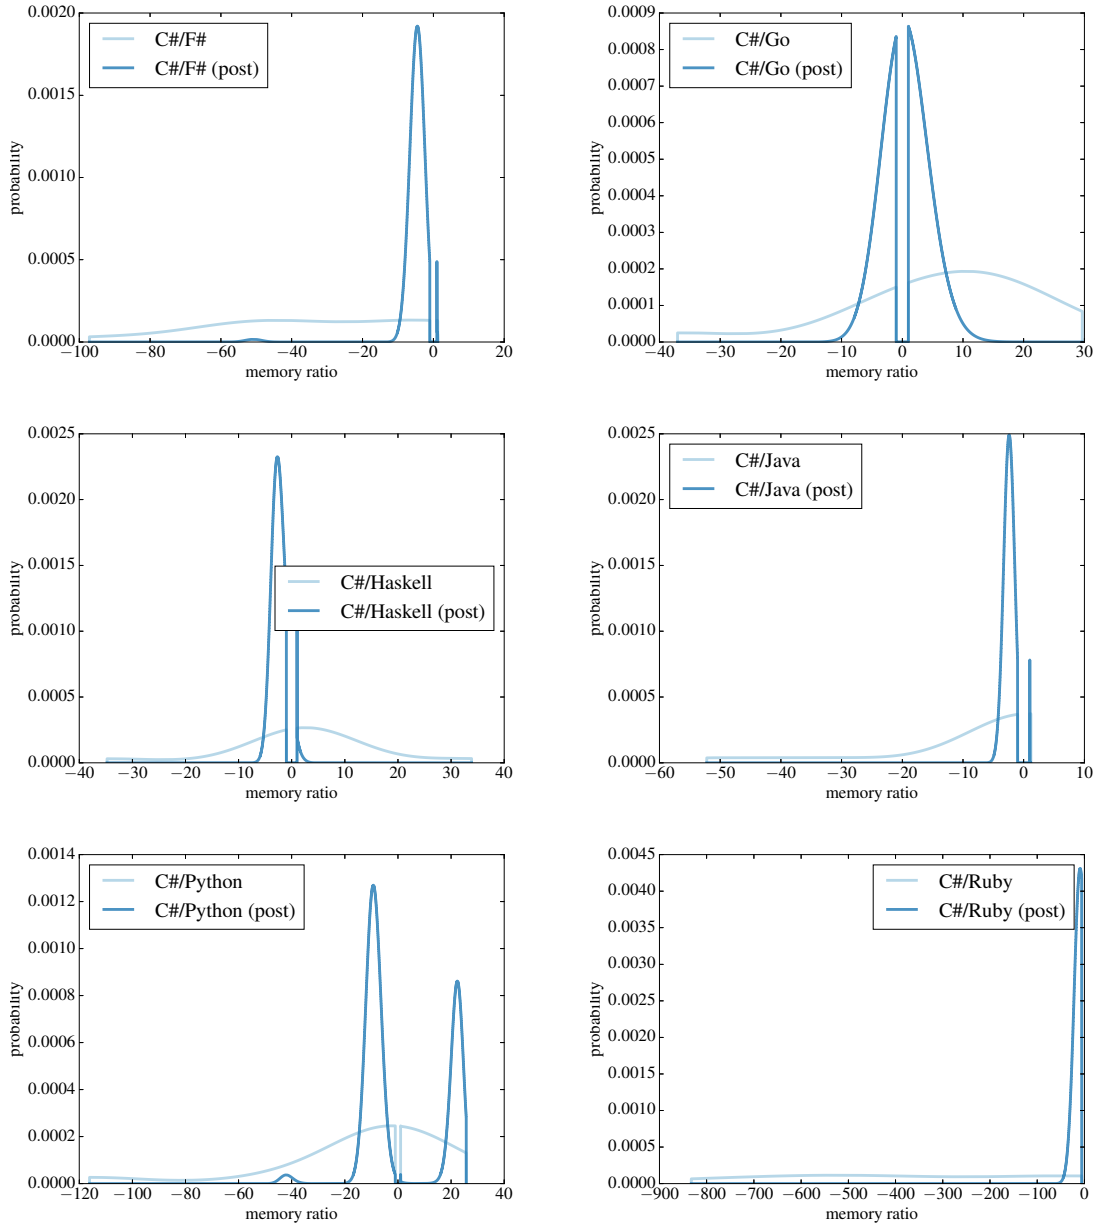 C#/F#
C#/F# (post)
0.0020
0.0015
0.0010
0.0005
0.0000
probability
−100 −80 −60 −40 −20 0 20
memory ratio
C#/Go
C#/Go (post)
0.0009
0.0008
0.0007
0.0006
0.0005
0.0004
0.0003
0.0002
0.0001
0.0000
probability
−40 −30 −20 −10 0 10 20 30
memory ratio
C#/Haskell
C#/Haskell (post)
0.0025
0.0020
0.0015
0.0010
0.0005
0.0000
probability
−40 −30 −20 −10 0 10 20 30 40
memory ratio
C#/Java
C#/Java (post)
0.0025
0.0020
0.0015
0.0010
0.0005
0.0000
probability
−60 −50 −40 −30 −20 −10 0 10
memory ratio
C#/Python
C#/Python (post)
0.0014
0.0012
0.0010
0.0008
0.0006
0.0004
0.0002
0.0000
probability
−120 −100 −80 −60 −40 −20 0 20 40
memory ratio
C#/Ruby
C#/Ruby (post)
0.0045
0.0040
0.0035
0.0030
0.0025
0.0020
0.0015
0.0010
0.0005
0.0000
probability
−900 −800 −700 −600 −500 −400 −300 −200 −100 0
memory ratio